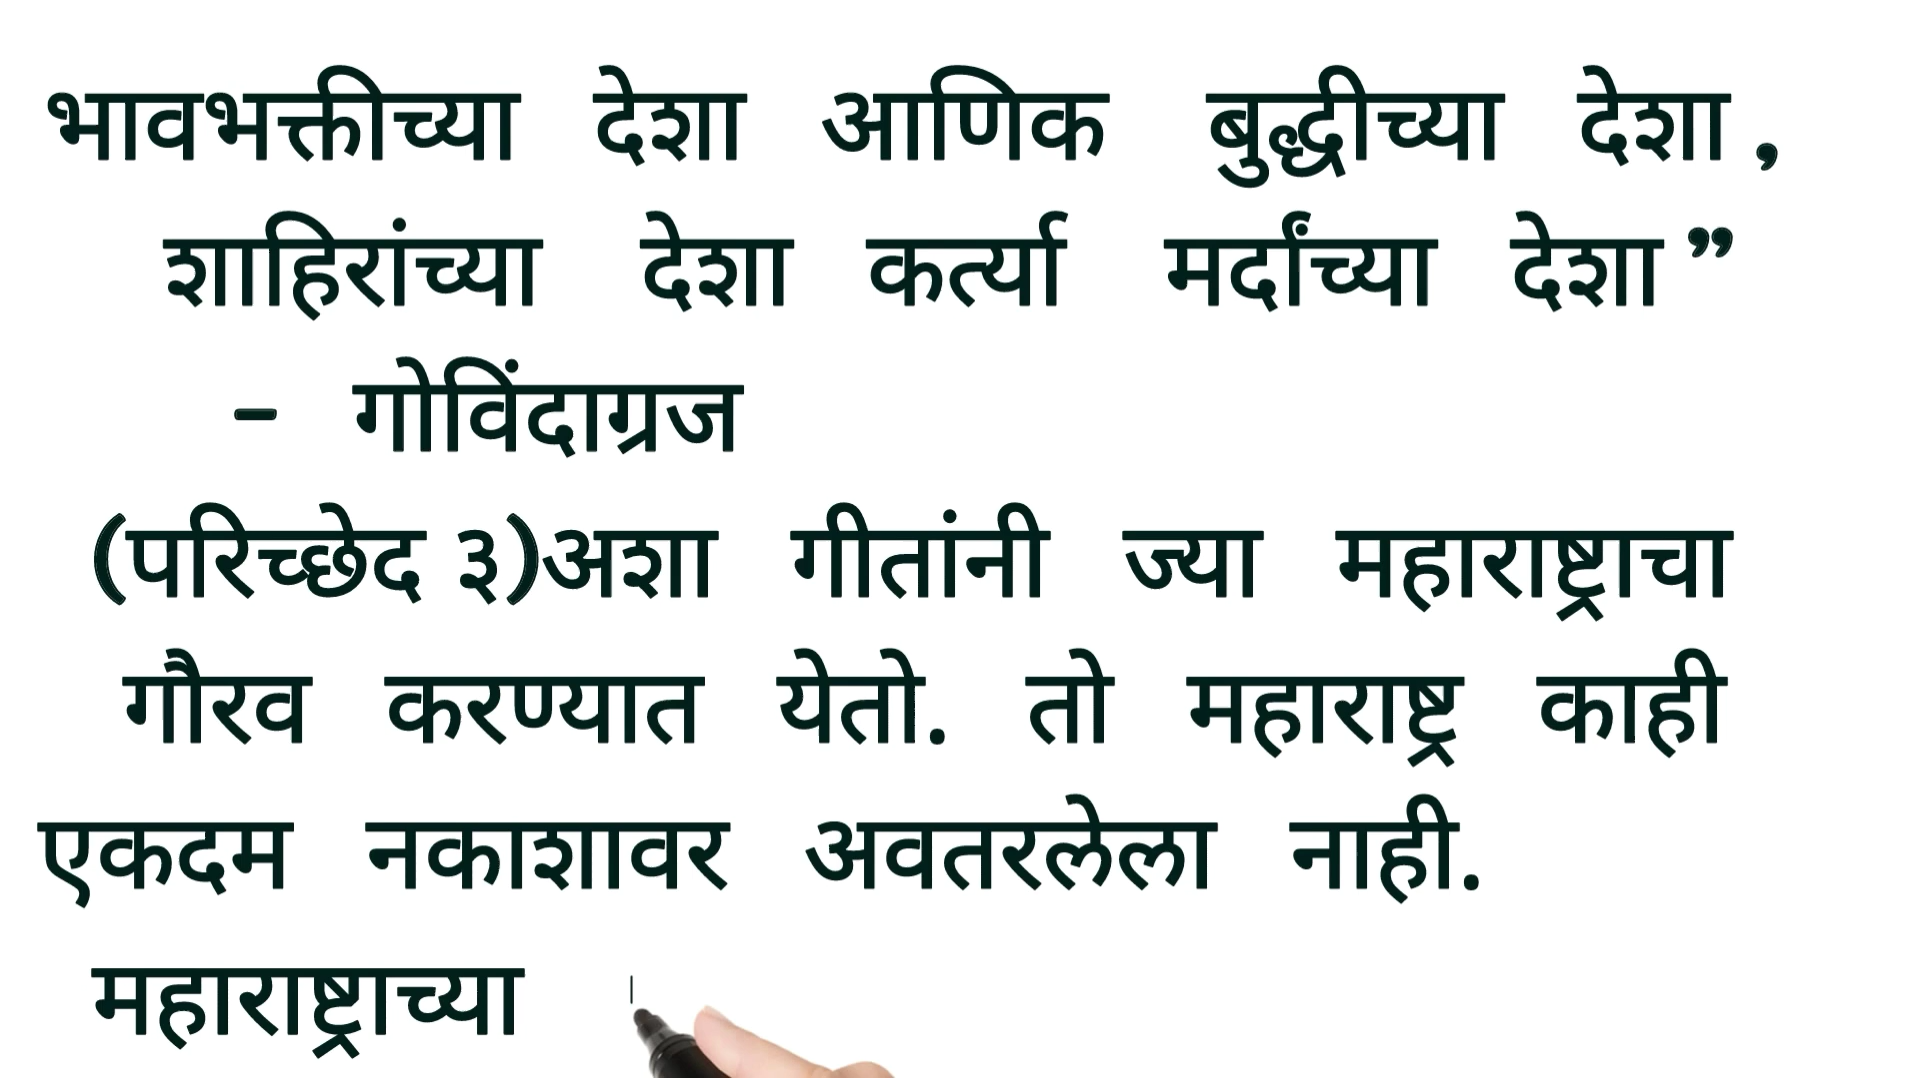 भावभक्तीच्या देशा आणिक बुद्धीच्या देशा,
शाहिरांच्या देशा कर्त्या मर्दांच्या देशा”
- गोविंदाग्रज
(परिच्छेद ३)अशा गीतांनी ज्या महाराष्ट्राचा
गौरव करण्यात येतो. तो महाराष्ट्र काही
एकदम नकाशावर अवतरलेला नाही.
महाराष्ट्राच्या